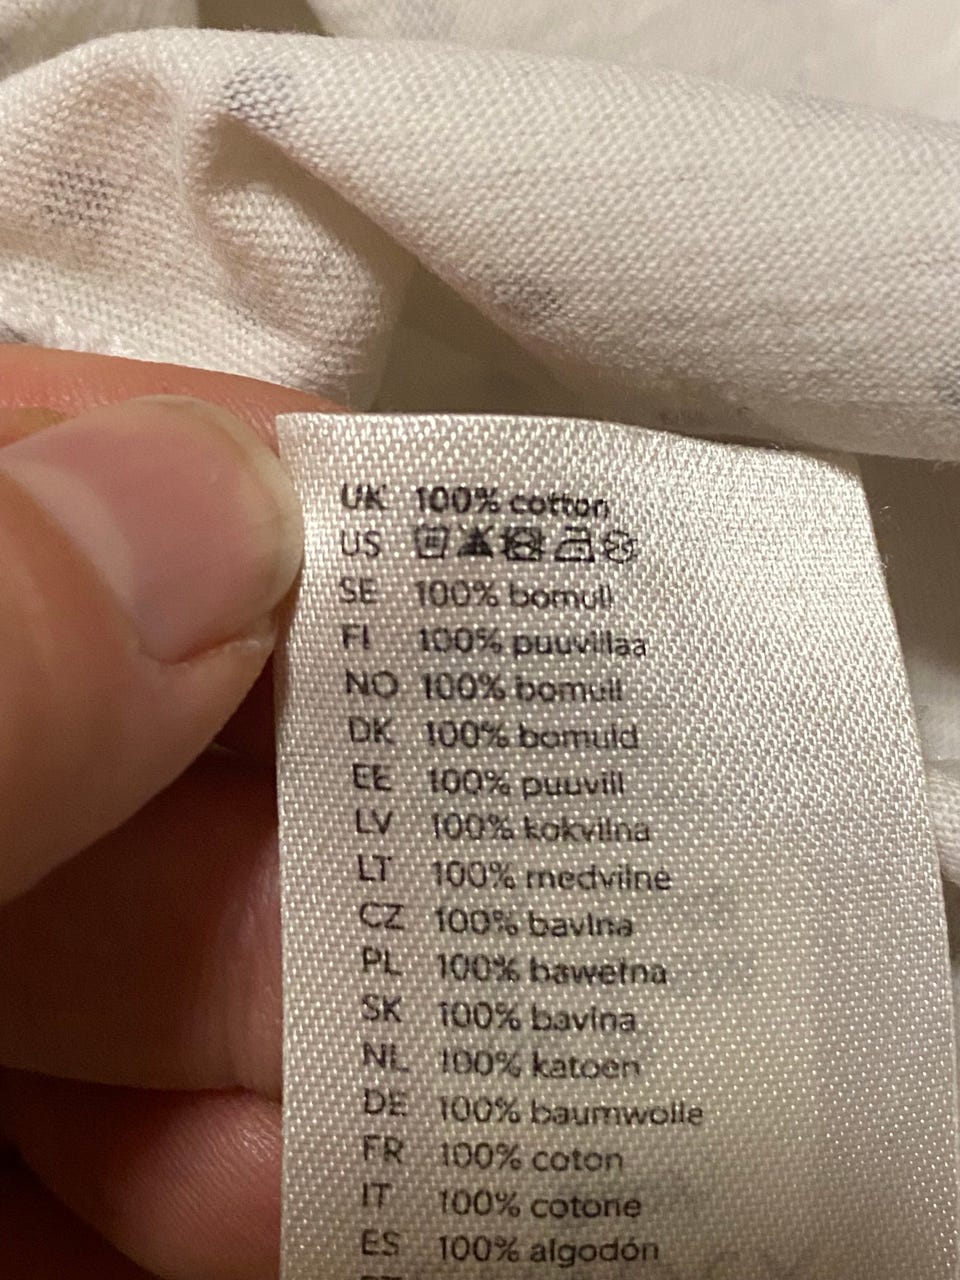 UK 100% cotton
US
SE 100% bomull
FI 100% puuvillaa
NO 100% bomull
DK 100% bomuld
EE 100% puuvill
LV 100% kokvilna
LT 100% medvilnė
CZ 100% bavlna
PL 100% bawełna
SK 100% bavlna
NL 100% katoen
DE 100% baumwolle
FR 100% coton
IT 100% cotone
ES 100% algodón